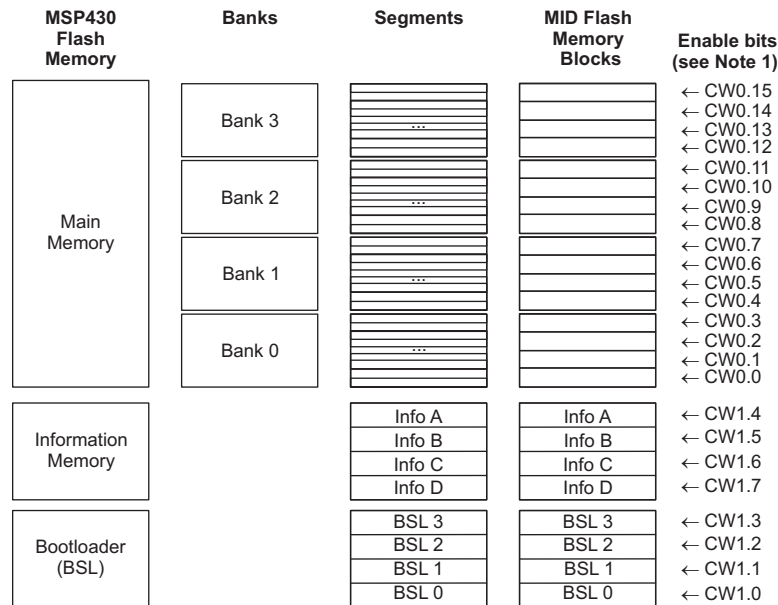 MSP430 Flash Memory
Banks
Segments
MID Flash Memory Blocks
Enable bits (see Note 1)
Main Memory
Bank 3
...
← CW0.15
← CW0.14
← CW0.13
← CW0.12
Bank 2
...
← CW0.11
← CW0.10
← CW0.9
← CW0.8
Bank 1
...
← CW0.7
← CW0.6
← CW0.5
← CW0.4
Bank 0
...
← CW0.3
← CW0.2
← CW0.1
← CW0.0
Information Memory
Info A Info A ← CW1.4
Info B Info B ← CW1.5
Info C Info C ← CW1.6
Info D Info D ← CW1.7
Bootloader (BSL)
BSL 3 BSL 3 ← CW1.3
BSL 2 BSL 2 ← CW1.2
BSL 1 BSL 1 ← CW1.1
BSL 0 BSL 0 ← CW1.0